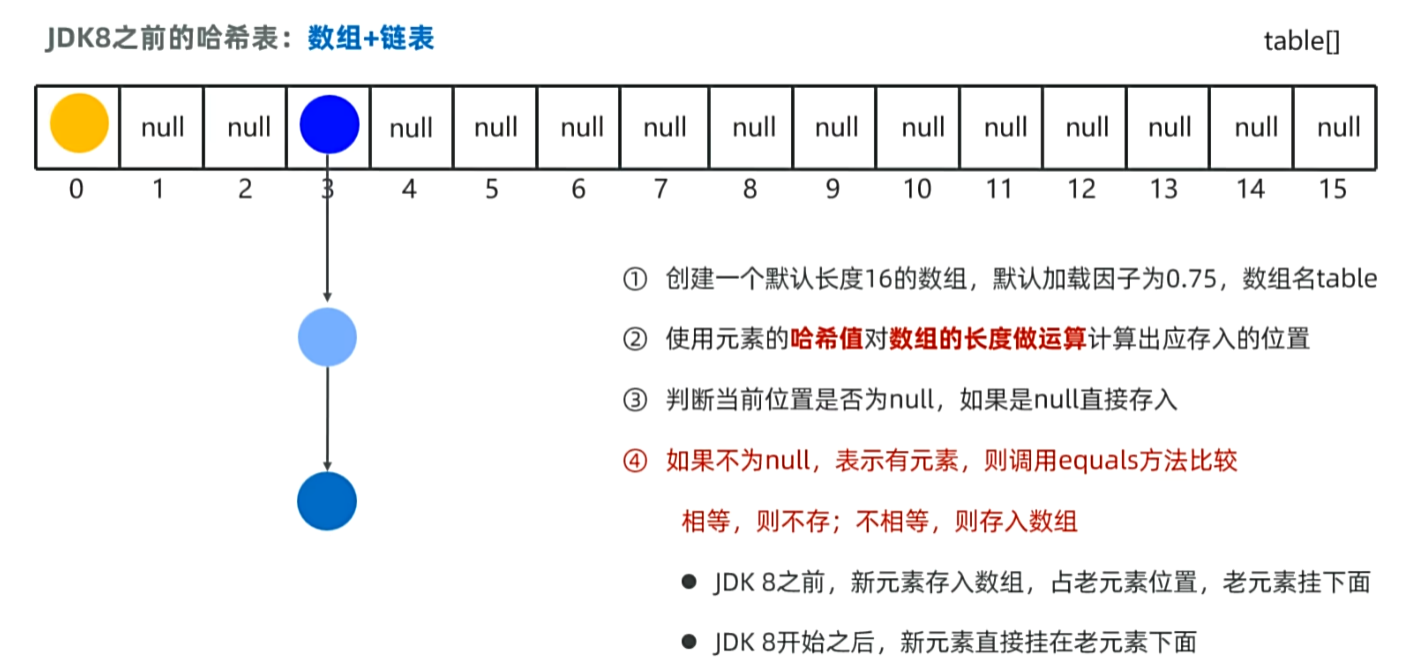 JDK8之前的哈希表：数组+链表
table[]
null null null null null null null null null null null null null null
0 1 2 3 4 5 6 7 8 9 10 11 12 13 14 15
① 创建一个默认长度16的数组，默认加载因子为0.75，数组名table
② 使用元素的哈希值对数组的长度做运算计算出应存入的位置
③ 判断当前位置是否为null，如果是null直接存入
④ 如果不为null，表示有元素，则调用equals方法比较
相等，则不存；不相等，则存入数组
● JDK 8之前，新元素存入数组，占老元素位置，老元素挂下面
● JDK 8开始之后，新元素直接挂在老元素下面